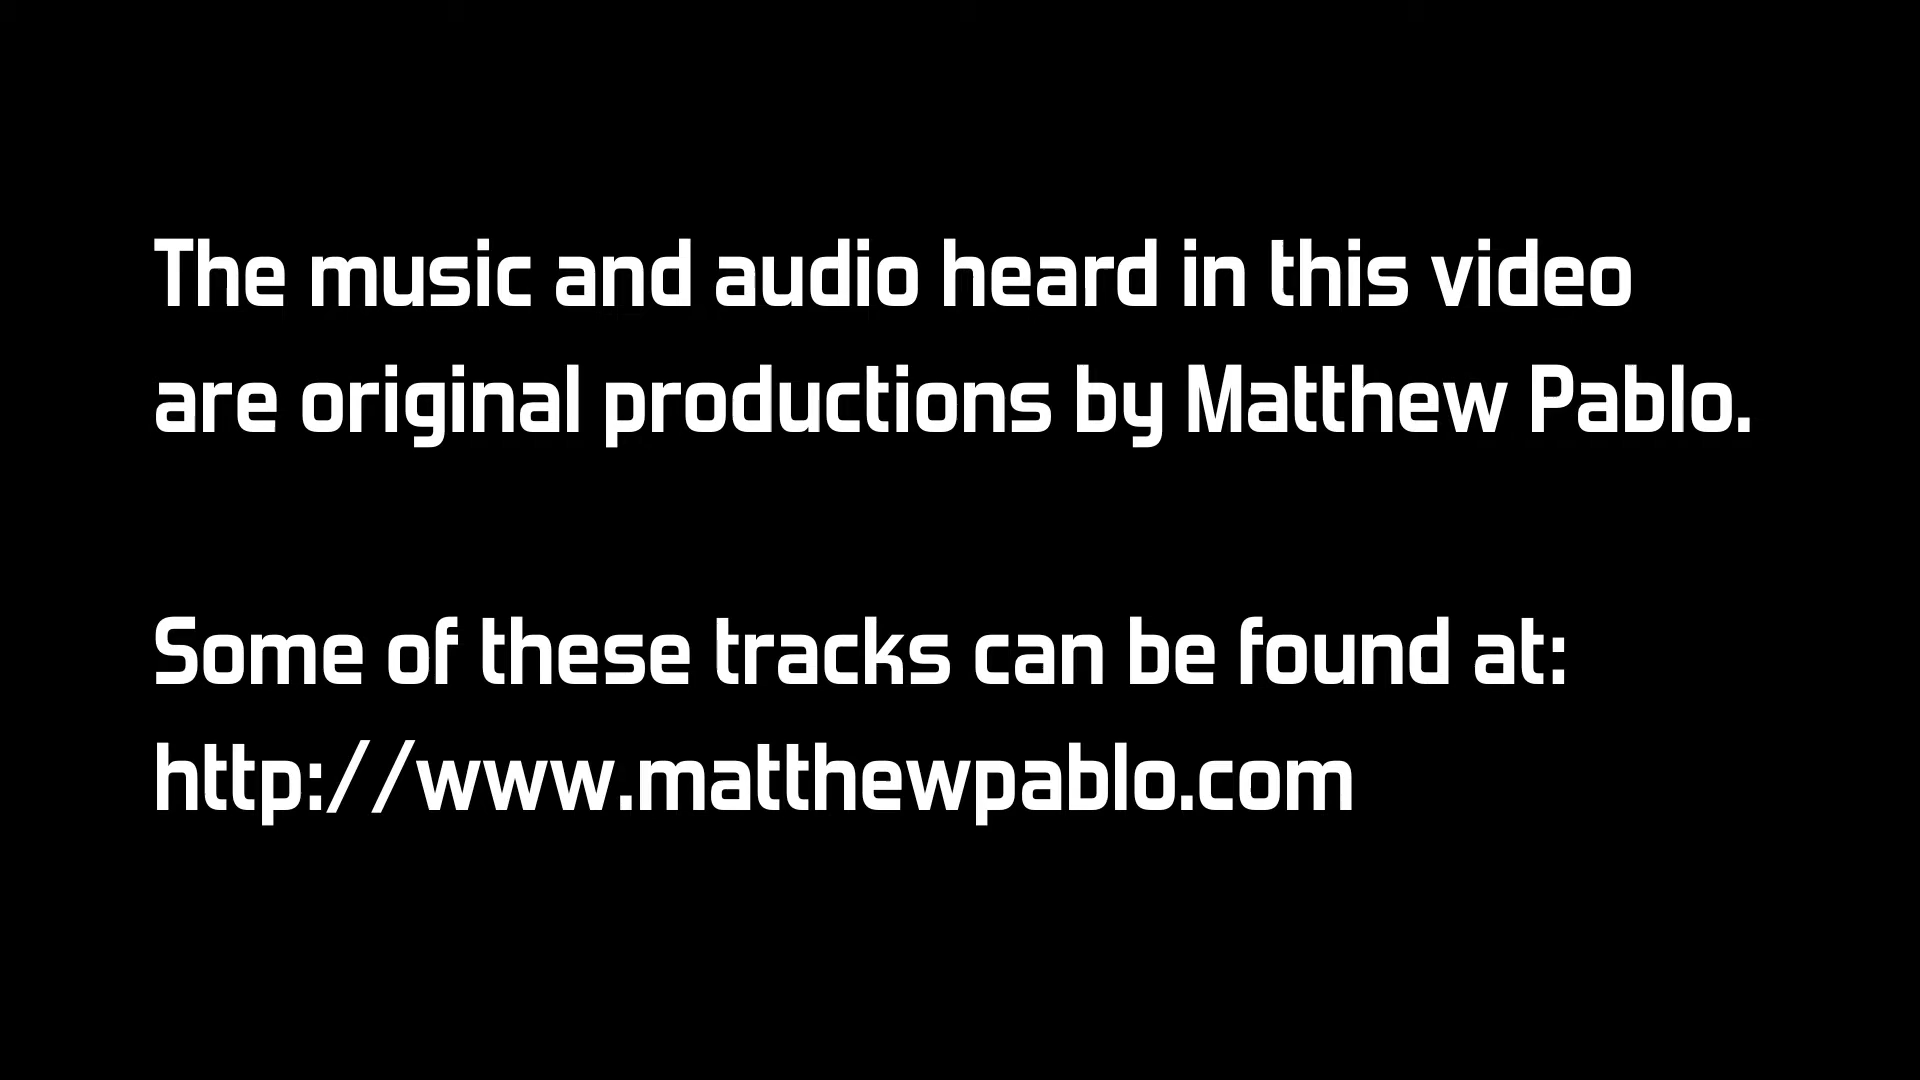 The music and audio heard in this video
are original productions by Matthew Pablo.
Some of these tracks can be found at:
http://www.matthewpablo.com